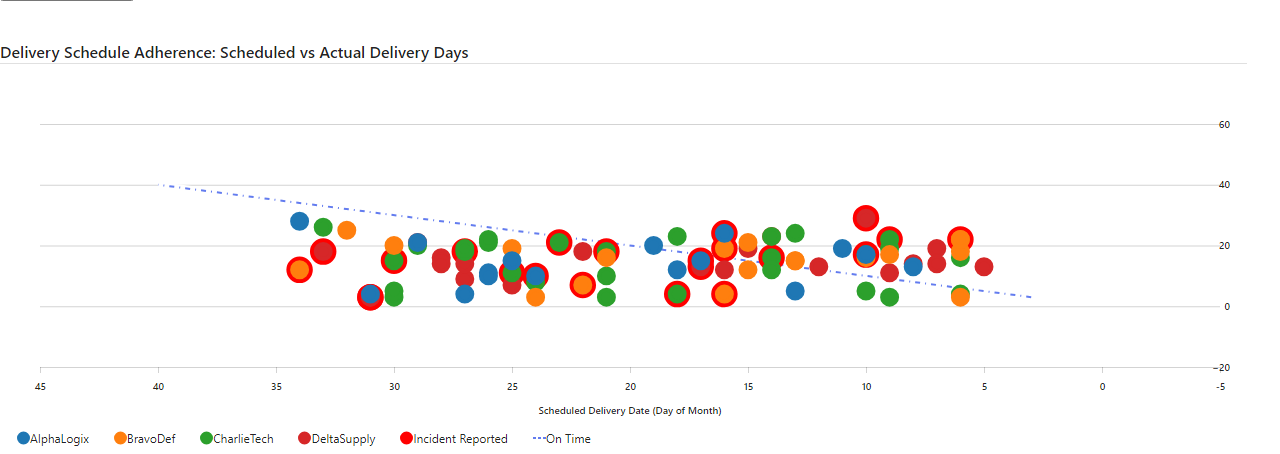 Delivery Schedule Adherence: Scheduled vs Actual Delivery Days
60
40
20
0
−20
45 40 35 30 25 20 15 10 5 0 -5
Scheduled Delivery Date (Day of Month)
AlphaLogix BravoDef CharlieTech DeltaSupply Incident Reported On Time